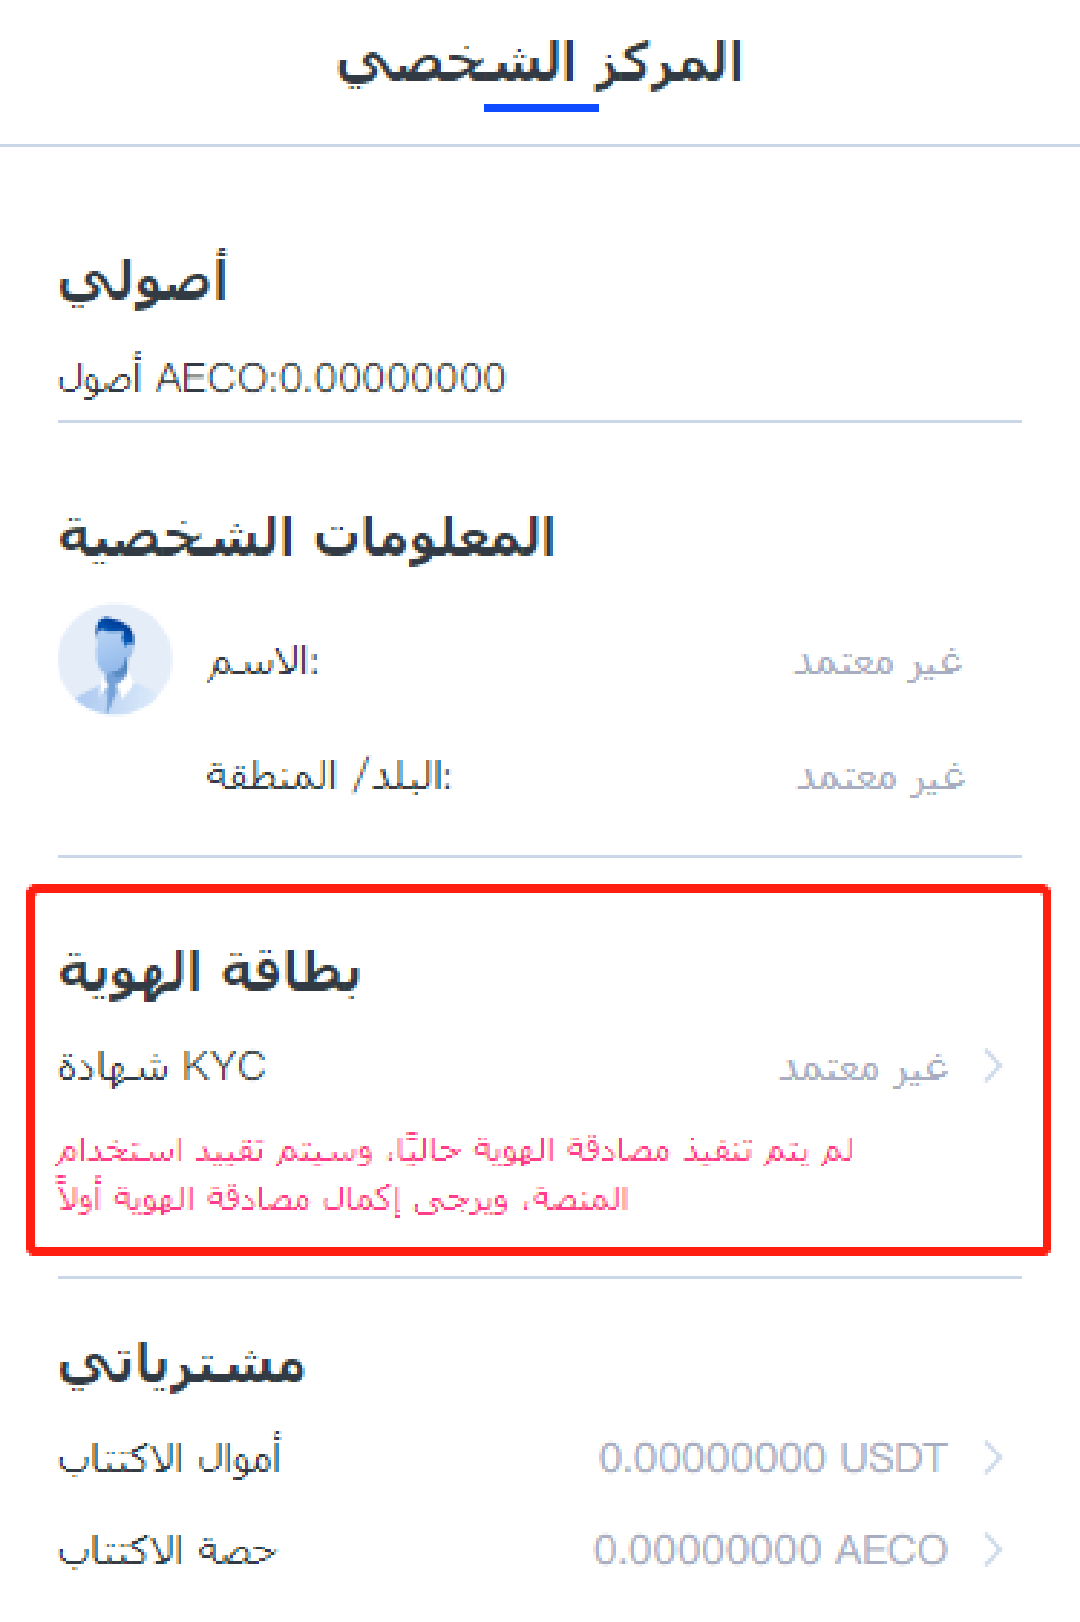 المركز الشخصي
أصولي
أصول AECO:0.00000000
المعلومات الشخصية
الاسم: غير معتمد
البلد/ المنطقة: غير معتمد
بطاقة الهوية
شهادة KYC غير معتمد
لم يتم تنفيذ مصادقة الهوية حاليًا، وسيتم تقييد استخدام
المنصة، ويرجى إكمال مصادقة الهوية أولاً
مشترياتي
أموال الاكتتاب 0.00000000 USDT
حصة الاكتتاب 0.00000000 AECO